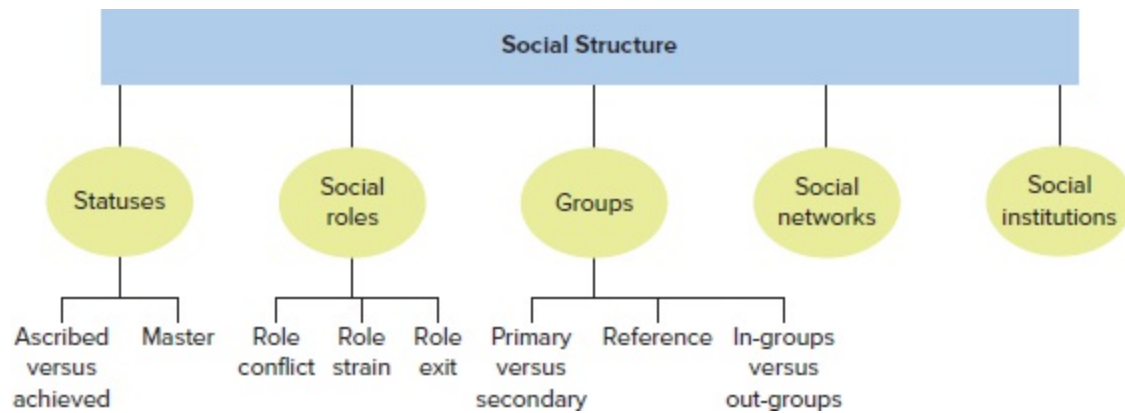 Social Structure
Statuses
Social
roles
Groups
Social
networks
Social
institutions
Ascribed
versus
achieved
Master
Role
conflict
Role
strain
Role
exit
Primary
versus
secondary
Reference
In-groups
versus
out-groups